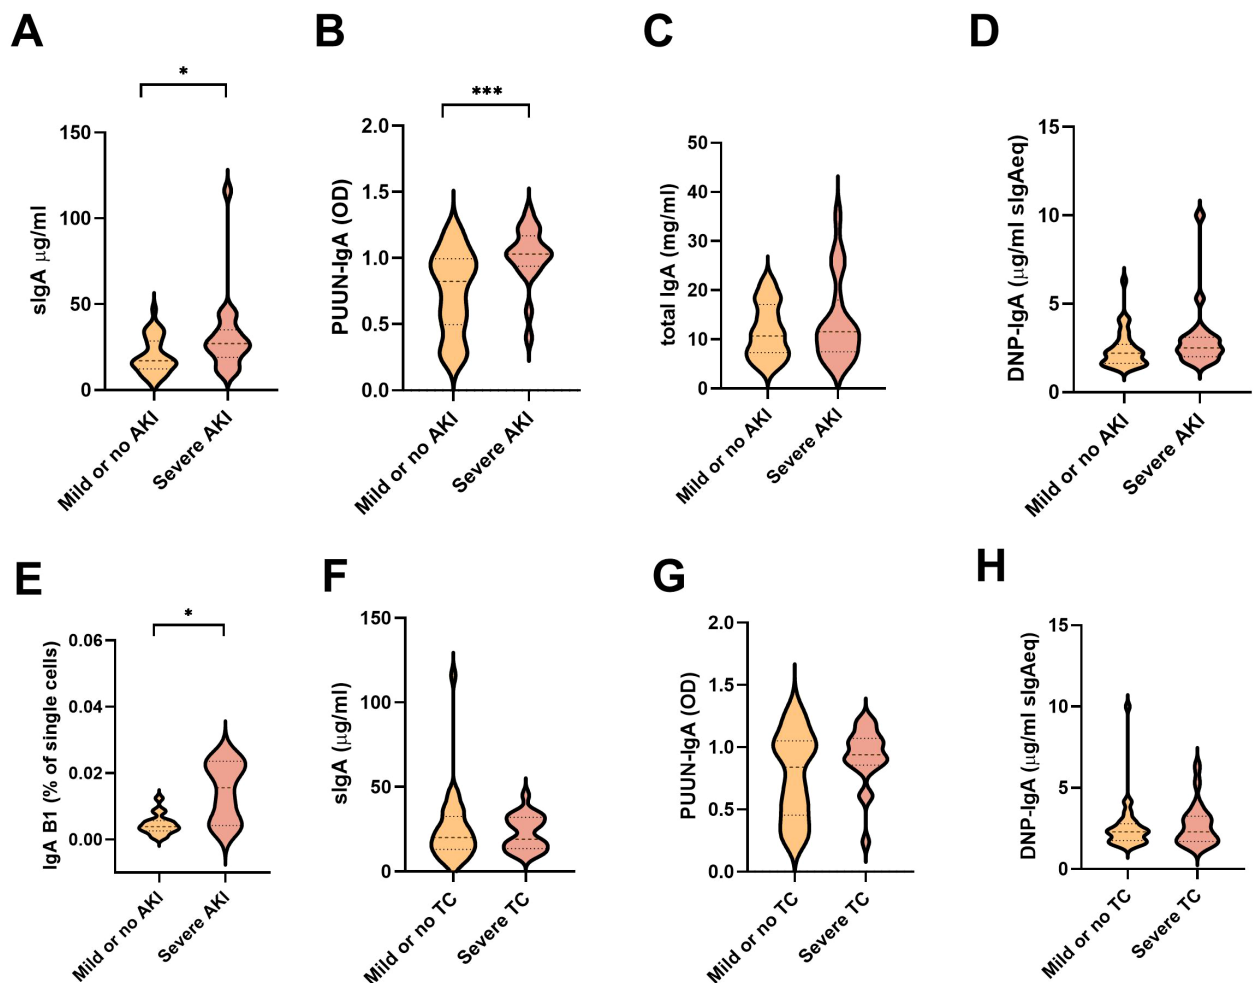 A
*
sIgA μg/ml
150
100
50
0
Mild or no AKI
Severe AKI
B
***
PUUN-IgA (OD)
2.0
1.5
1.0
0.5
0.0
Mild or no AKI
Severe AKI
C
total IgA (mg/ml)
50
40
30
20
10
0
Mild or no AKI
Severe AKI
D
DNP-IgA (μg/ml sIgAeq)
15
10
5
0
Mild or no AKI
Severe AKI
E
*
IgA B1 (% of single cells)
0.06
0.04
0.02
0.00
Mild or no AKI
Severe AKI
F
sIgA (μg/ml)
150
100
50
0
Mild or no TC
Severe TC
G
PUUN-IgA (OD)
2.0
1.5
1.0
0.5
0.0
Mild or no TC
Severe TC
H
DNP-IgA (μg/ml sIgAeq)
15
10
5
0
Mild or no TC
Severe TC